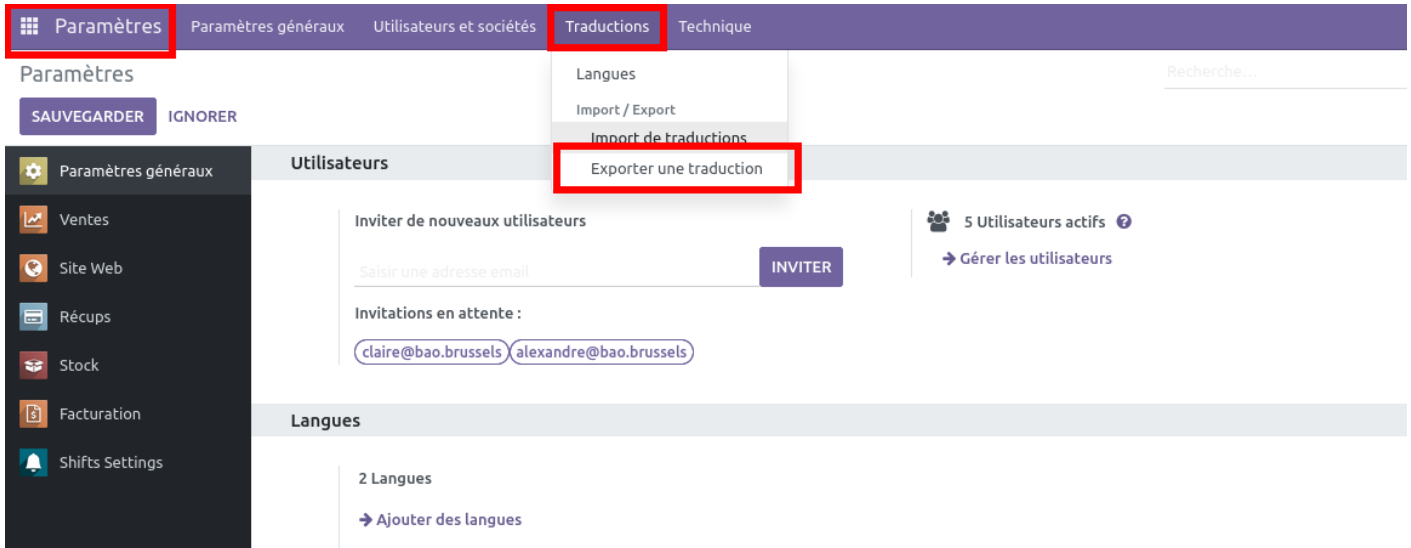 Paramètres Paramètres généraux Utilisateurs et sociétés Traductions Technique
Paramètres
Langues
Recherche...
Import / Export
SAUVEGARDER IGNORER
Import de traductions
Exporter une traduction
Paramètres généraux
Ventes
Site Web
Récups
Stock
Facturation
Shifts Settings
Utilisateurs
Inviter de nouveaux utilisateurs
Saisir une adresse email
INVITER
Invitations en attente :
claire@bao.brussels alexandre@bao.brussels
5 Utilisateurs actifs
Gérer les utilisateurs
Langues
2 Langues
Ajouter des langues